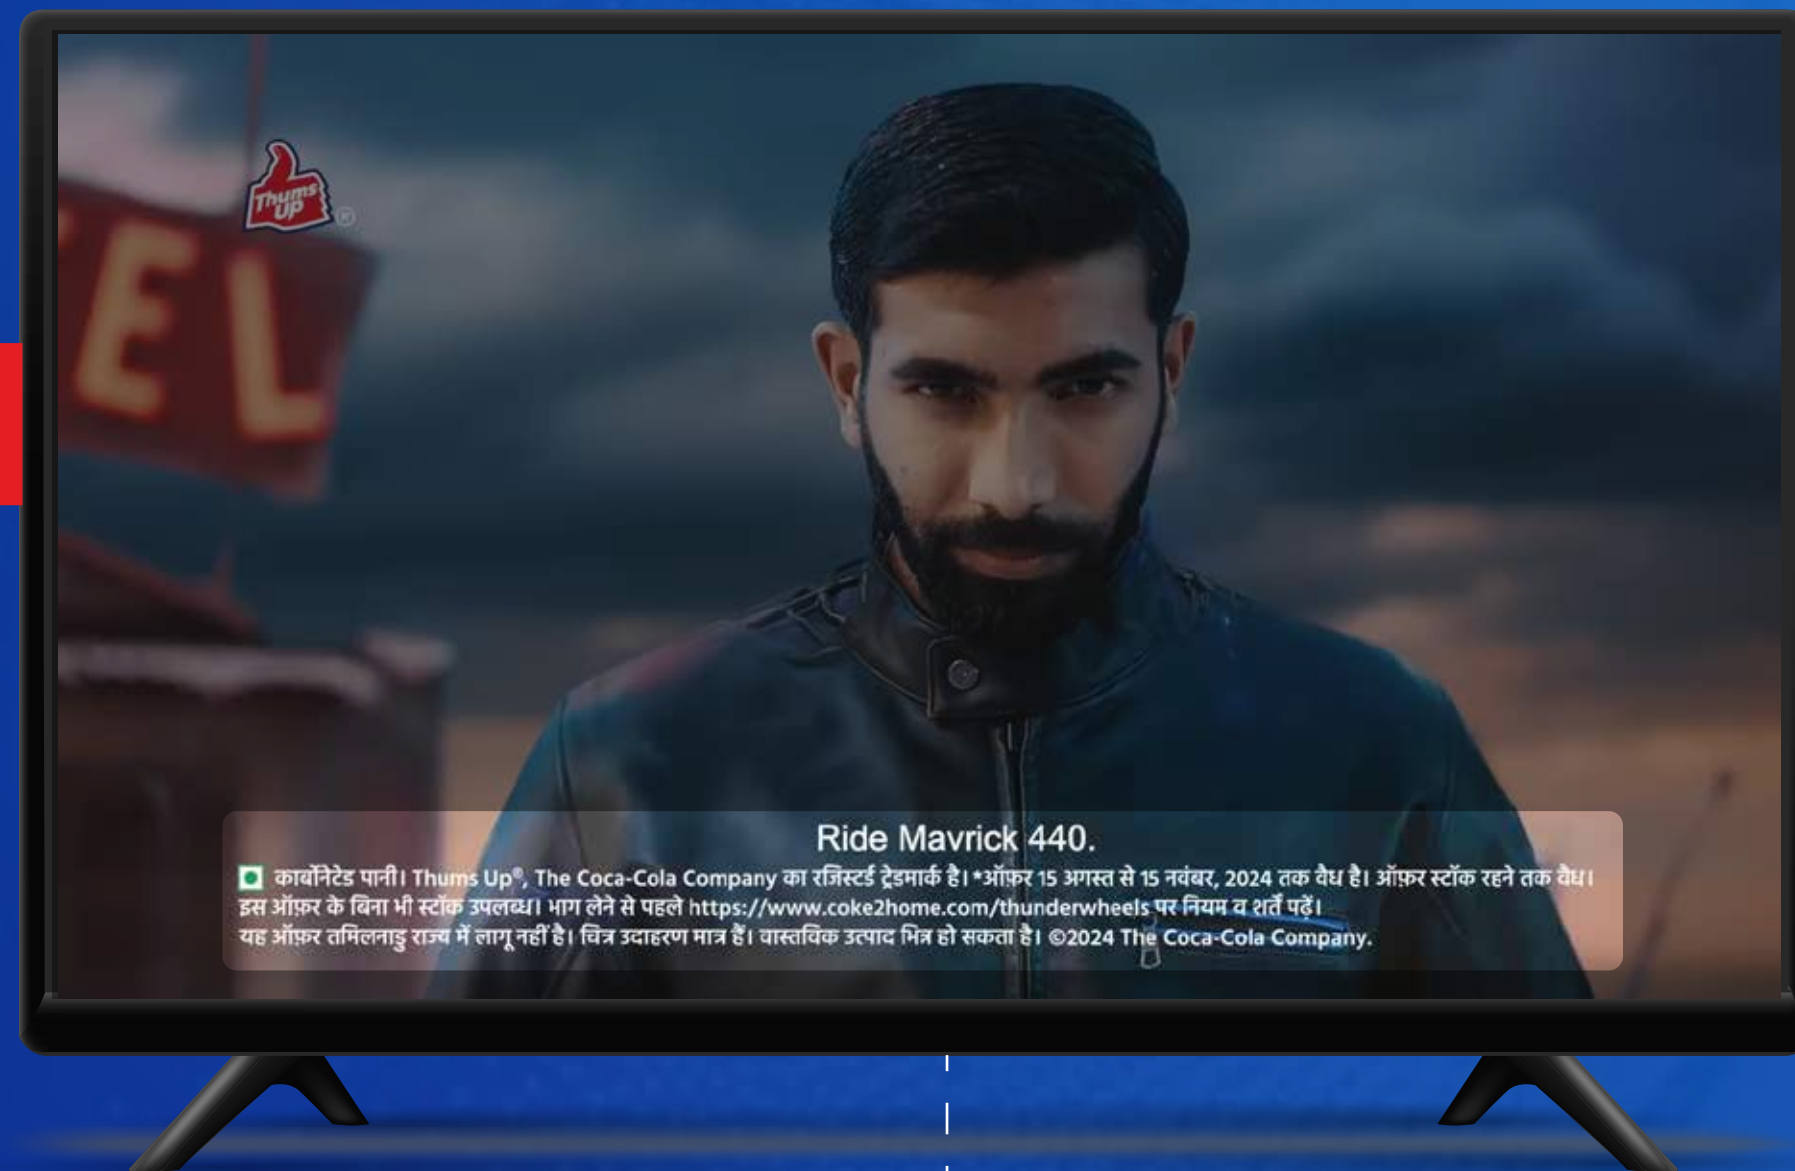 EL
Thums
UP
®
Ride Mavrick 440.
कार्बोनेटेड पानी। Thums Up®, The Coca-Cola Company का रजिस्टर्ड ट्रेडमार्क है। *ऑफ़र 15 अगस्त से 15 नवंबर, 2024 तक वैध है। ऑफ़र स्टॉक रहने तक वैध।
इस ऑफ़र के बिना भी स्टॉक उपलब्ध। भाग लेने से पहले https://www.coke2home.com/thunderwheels पर नियम व शर्तें पढ़ें।
यह ऑफ़र तमिलनाडु राज्य में लागू नहीं है। चित्र उदाहरण मात्र हैं। वास्तविक उत्पाद भिन्न हो सकता है। ©2024 The Coca-Cola Company.